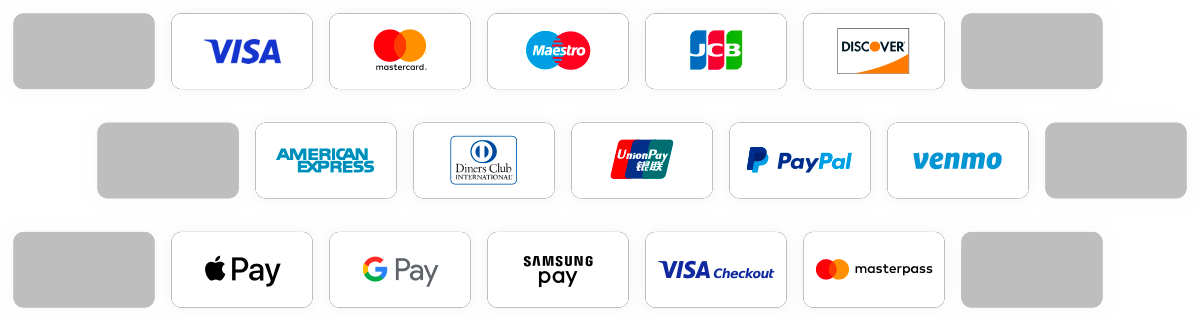 VISA
mastercard.
Maestro
JCB
DISCOVER
AMERICAN
EXPRESS
Diners Club
INTERNATIONAL
UnionPay
银联
PayPal
venmo
Pay
G Pay
SAMSUNG
pay
VISA Checkout
masterpass